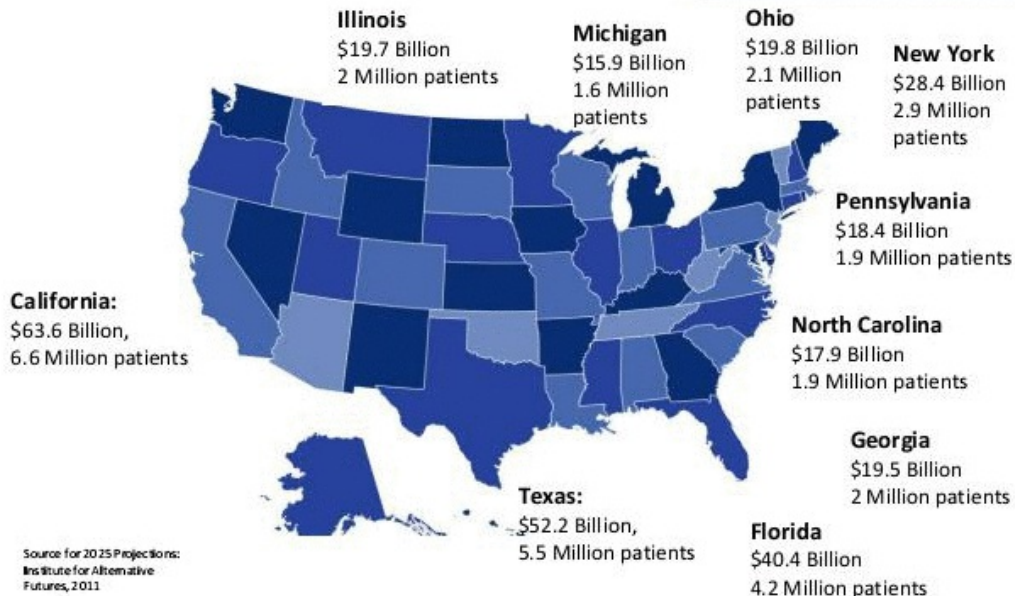 Illinois
$19.7 Billion
2 Million patients
Michigan
$15.9 Billion
1.6 Million
patients
Ohio
$19.8 Billion
2.1 Million
patients
New York
$28.4 Billion
2.9 Million
patients
Pennsylvania
$18.4 Billion
1.9 Million patients
California:
$63.6 Billion,
6.6 Million patients
North Carolina
$17.9 Billion
1.9 Million patients
Georgia
$19.5 Billion
2 Million patients
Texas:
$52.2 Billion,
5.5 Million patients
Florida
$40.4 Billion
4.2 Million patients
Source for 2025 Projections:
Institute for Alternative
Futures, 2011